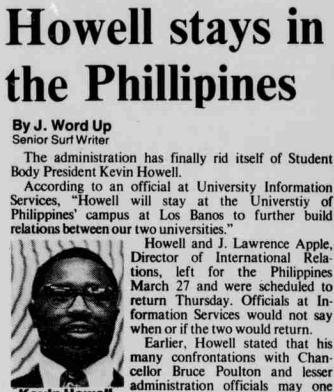 Howell stays in
the Phillipines
By J. Word Up
Senior Surf Writer
The administration has finally rid itself of Student
Body President Kevin Howell.
According to an official at University Information
Services, "Howell will stay at the Universtiy of
Philippines' campus at Los Banos to further build
relations between our two universities."
Howell and J. Lawrence Apple,
Director of International Rela-
tions, left for the Philippines
March 27 and were scheduled to
return Thursday. Officials at In-
formation Services would not say
when or if the two would return.
Earlier, Howell stated that his
many confrontations with Chan-
cellor Bruce Poulton and lesser
administration officials may one
Kevin Howell